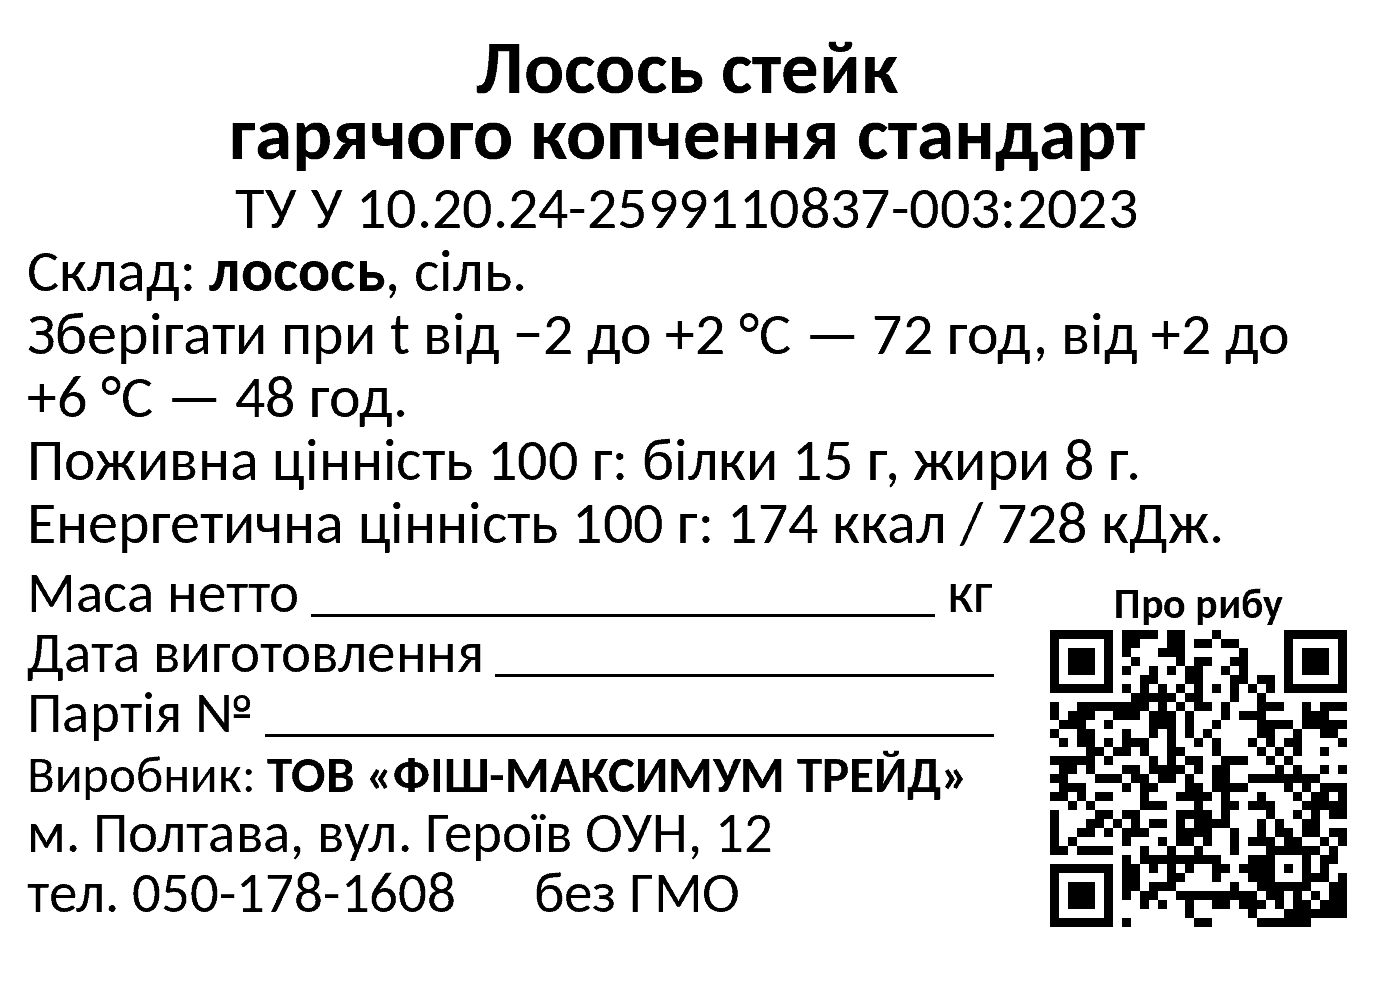 Лосось стейк
гарячого копчення стандарт
ТУ У 10.20.24-2599110837-003:2023
Склад: лосось, сіль.
Зберігати при t від −2 до +2 °C — 72 год, від +2 до
+6 °C — 48 год.
Поживна цінність 100 г: білки 15 г, жири 8 г.
Енергетична цінність 100 г: 174 ккал / 728 кДж.
Маса нетто ____________________ кг
Дата виготовлення ________________
Партія № _______________________
Про рибу
Виробник: ТОВ «ФІШ-МАКСИМУМ ТРЕЙД»
м. Полтава, вул. Героїв ОУН, 12
тел. 050-178-1608 без ГМО